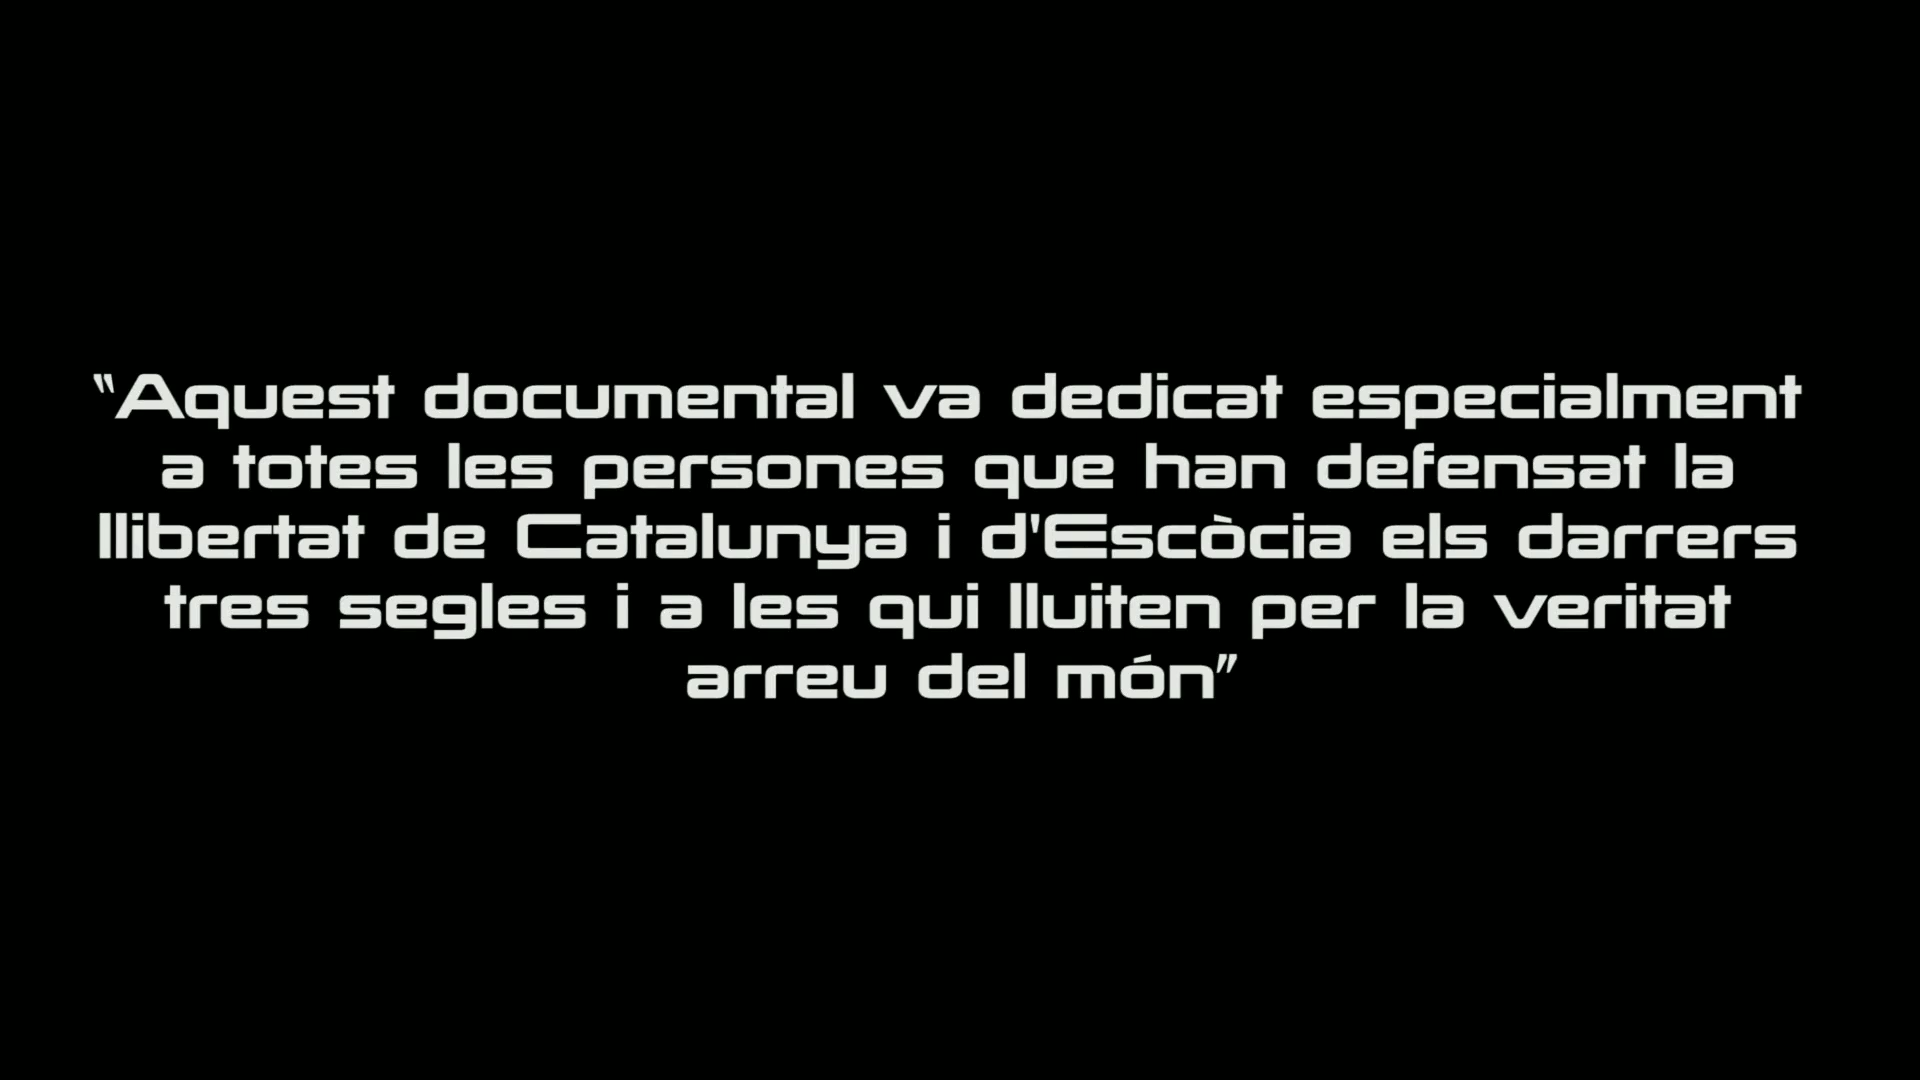 “Aquest documental va dedicat especialment
a totes les persones que han defensat la
llibertat de Catalunya i d'Escòcia els darrers
tres segles i a les qui lluiten per la veritat
arreu del món”